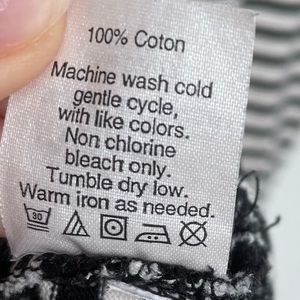 100% Coton
Machine wash cold
gentle cycle,
with like colors.
Non chlorine
bleach only.
Tumble dry low.
Warm iron as needed.
30